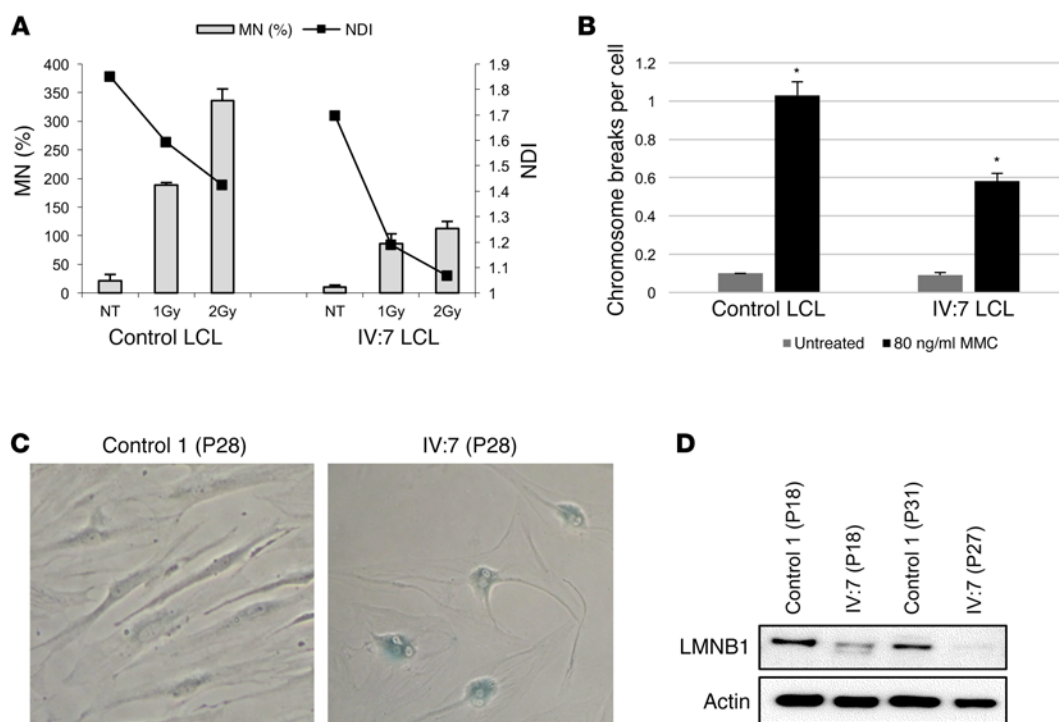 A
MN (%) NDI
400
350
300
250
200
150
100
50
0
MN (%)
1.9
1.8
1.7
1.6
1.5
1.4
1.3
1.2
1.1
1
NDI
NT 1Gy 2Gy NT 1Gy 2Gy
Control LCL IV:7 LCL
B
Chromosome breaks per cell
1.2
1
0.8
0.6
0.4
0.2
0
* *
Control LCL IV:7 LCL
Untreated 80 ng/ml MMC
C
Control 1 (P28) IV:7 (P28)
D
Control 1 (P18)
IV:7 (P18)
Control 1 (P31)
IV:7 (P27)
LMNB1
Actin